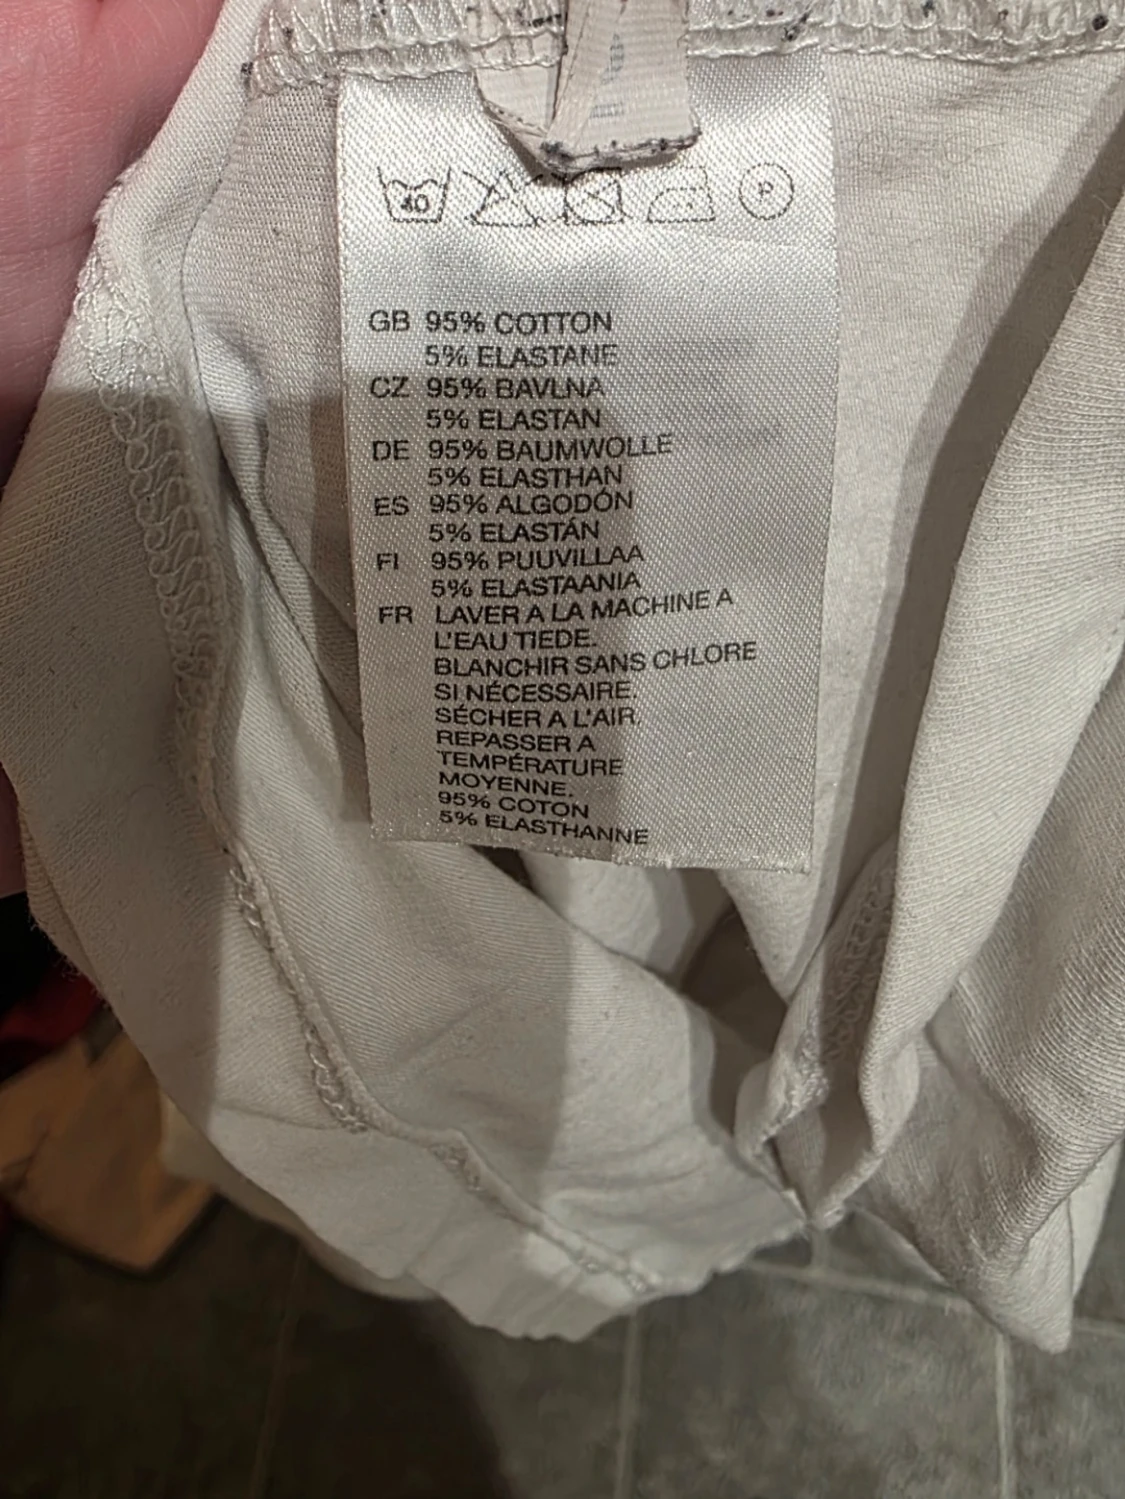 40 P
GB 95% COTTON
5% ELASTANE
CZ 95% BAVLNA
5% ELASTAN
DE 95% BAUMWOLLE
5% ELASTHAN
ES 95% ALGODÓN
5% ELASTÁN
FI 95% PUUVILLAA
5% ELASTAANIA
FR LAVER A LA MACHINE A
L'EAU TIEDE.
BLANCHIR SANS CHLORE
SI NÉCESSAIRE.
SÉCHER A L'AIR.
REPASSER A
TEMPÉRATURE
MOYENNE.
95% COTON
5% ELASTHANNE